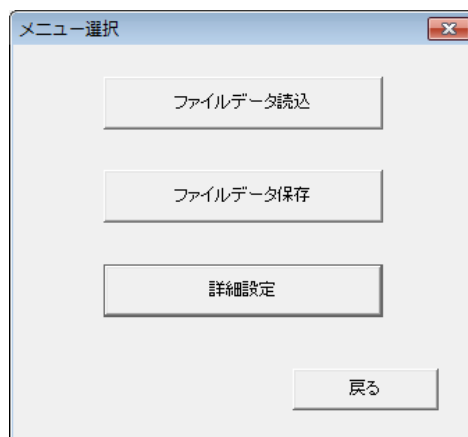 メニュー選択
ファイルデータ読込
ファイルデータ保存
詳細設定
戻る